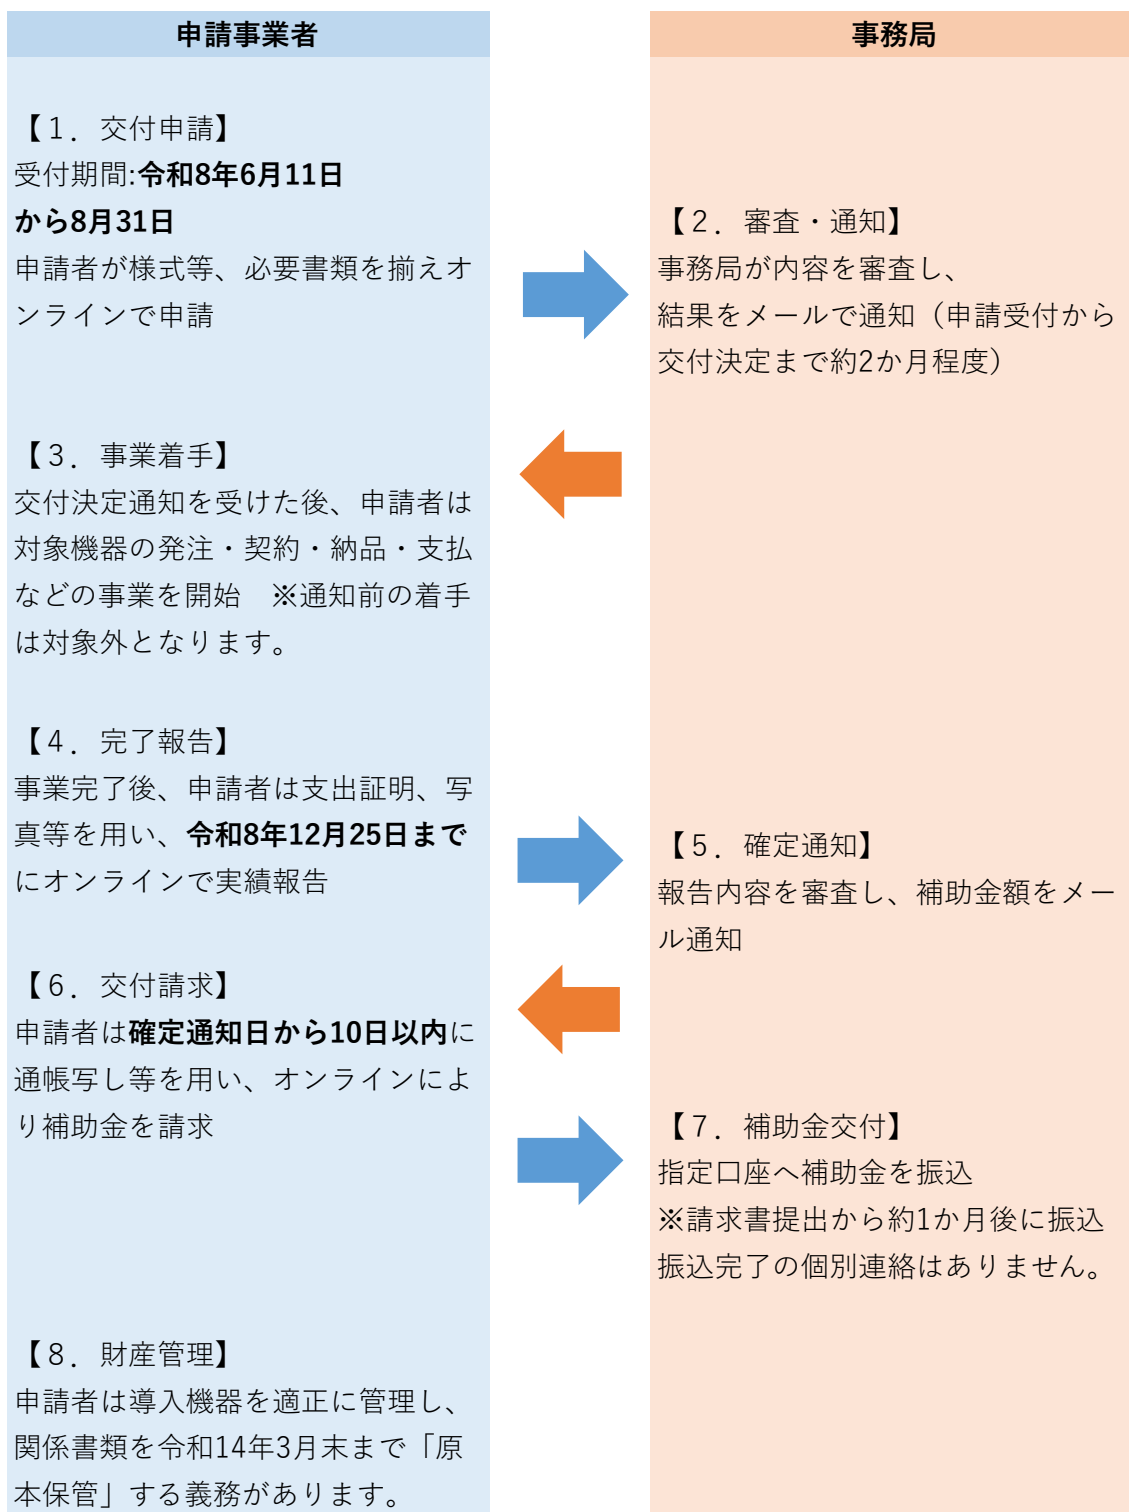 申請事業者
事務局
【1．交付申請】
受付期間:令和8年6月11日
から8月31日
申請者が様式等、必要書類を揃えオ
ンラインで申請
【2．審査・通知】
事務局が内容を審査し、
結果をメールで通知（申請受付から
交付決定まで約2か月程度）
【3．事業着手】
交付決定通知を受けた後、申請者は
対象機器の発注・契約・納品・支払
などの事業を開始　※通知前の着手
は対象外となります。
【4．完了報告】
事業完了後、申請者は支出証明、写
真等を用い、令和8年12月25日まで
にオンラインで実績報告
【5．確定通知】
報告内容を審査し、補助金額をメー
ル通知
【6．交付請求】
申請者は確定通知日から10日以内に
通帳写し等を用い、オンラインによ
り補助金を請求
【7．補助金交付】
指定口座へ補助金を振込
※請求書提出から約1か月後に振込
振込完了の個別連絡はありません。
【8．財産管理】
申請者は導入機器を適正に管理し、
関係書類を令和14年3月末まで「原
本保管」する義務があります。